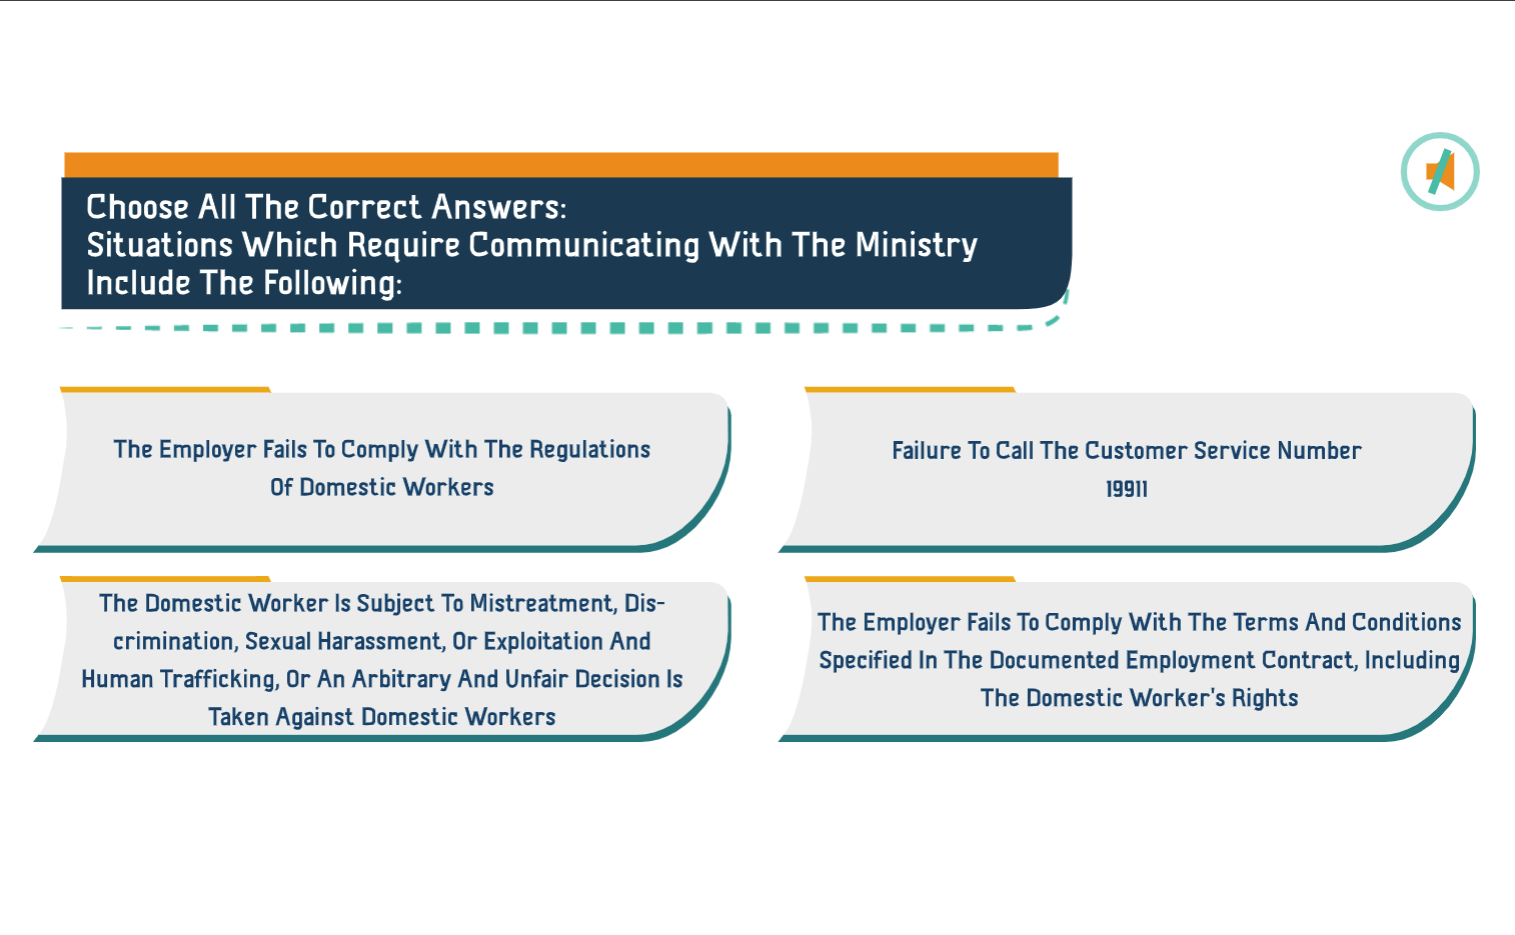 Choose All The Correct Answers:
Situations Which Require Communicating With The Ministry
Include The Following:
The Employer Fails To Comply With The Regulations
Of Domestic Workers
Failure To Call The Customer Service Number
19911
The Domestic Worker Is Subject To Mistreatment, Dis-
crimination, Sexual Harassment, Or Exploitation And
Human Trafficking, Or An Arbitrary And Unfair Decision Is
Taken Against Domestic Workers
The Employer Fails To Comply With The Terms And Conditions
Specified In The Documented Employment Contract, Including
The Domestic Worker's Rights